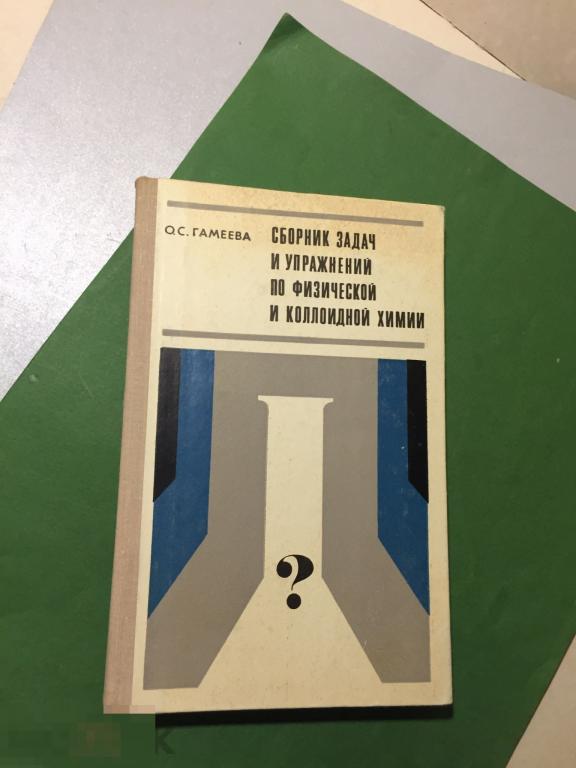 О.С. ГАМЕЕВА
СБОРНИК ЗАДАЧ
И УПРАЖНЕНИЙ
ПО ФИЗИЧЕСКОЙ
И КОЛЛОИДНОЙ ХИМИИ
?